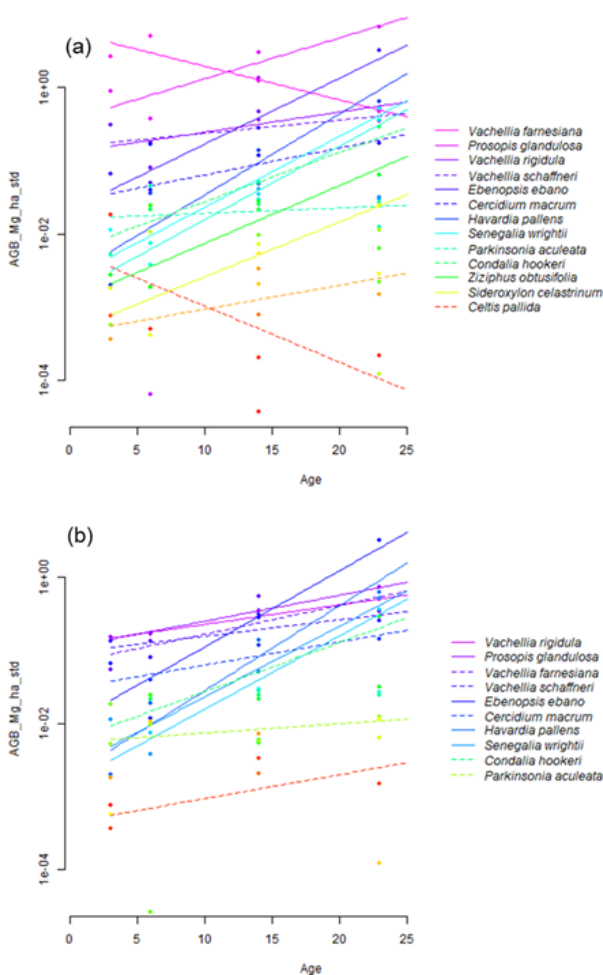 (a)
AGB_Mg_ha_std
1e+00
1e-02
1e-04
0 5 10 15 20 25
Age
Vachellia farnesiana
Prosopis glandulosa
Vachellia rigidula
Vachellia schaffneri
Ebenopsis ebano
Cercidium macrum
Havardia pallens
Senegalia wrightii
Parkinsonia aculeata
Condalia hookeri
Ziziphus obtusifolia
Sideroxylon celastrinum
Celtis pallida
(b)
AGB_Mg_ha_std
1e+00
1e-02
1e-04
0 5 10 15 20 25
Age
Vachellia rigidula
Prosopis glandulosa
Vachellia farnesiana
Vachellia schaffneri
Ebenopsis ebano
Cercidium macrum
Havardia pallens
Senegalia wrightii
Condalia hookeri
Parkinsonia aculeata